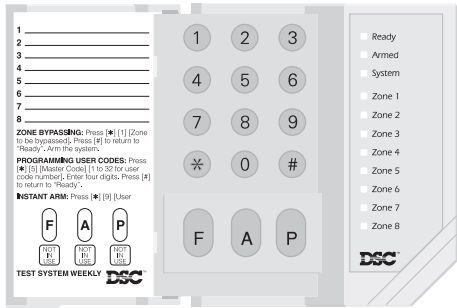 1
2
3
4
5
6
7
8
ZONE BYPASSING: Press [✱] [1] [Zone
to be bypassed]. Press [#] to return to
"Ready". Arm the system.
PROGRAMMING USER CODES: Press
[✱] [5] [Master Code] [1 to 32 for user
code number]. Enter four digits. Press [#]
to return to "Ready".
INSTANT ARM: Press [✱] [9] [User
F A P
NOT IN USE NOT IN USE NOT IN USE
TEST SYSTEM WEEKLY DSC™
1 2 3
4 5 6
7 8 9
✱ 0 #
F A P
Ready
Armed
System
Zone 1
Zone 2
Zone 3
Zone 4
Zone 5
Zone 6
Zone 7
Zone 8
DSC™